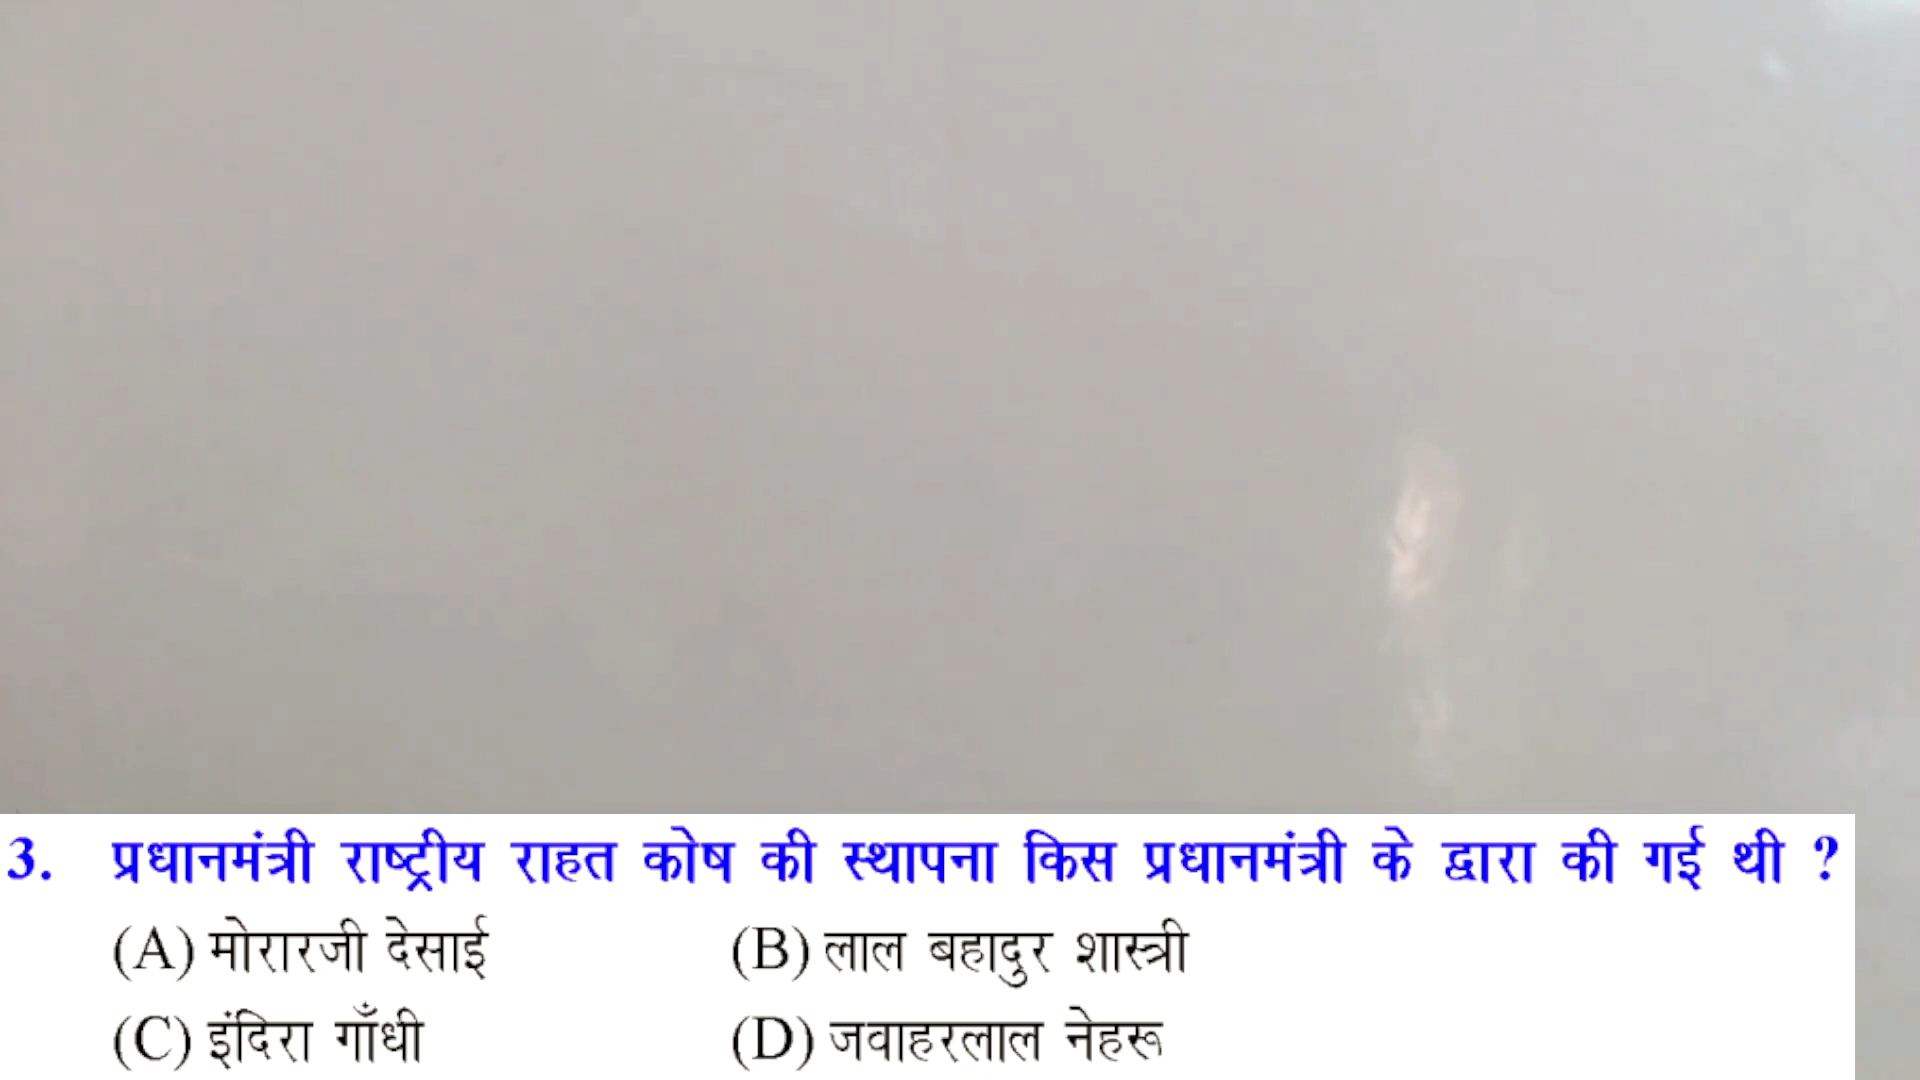 3. प्रधानमंत्री राष्ट्रीय राहत कोष की स्थापना किस प्रधानमंत्री के द्वारा की गई थी ?
(A) मोरारजी देसाई (B) लाल बहादुर शास्त्री
(C) इंदिरा गाँधी (D) जवाहरलाल नेहरू